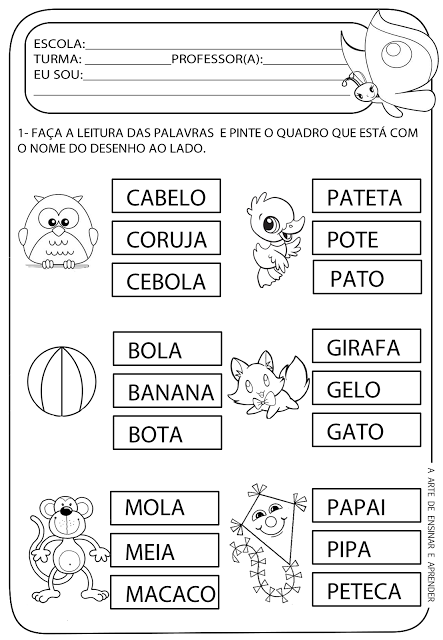 ESCOLA:
TURMA: PROFESSOR(A):
EU SOU:
1- FAÇA A LEITURA DAS PALAVRAS E PINTE O QUADRO QUE ESTÁ COM
O NOME DO DESENHO AO LADO.
CABELO
CORUJA
CEBOLA
PATETA
POTE
PATO
BOLA
BANANA
BOTA
GIRAFA
GELO
GATO
MOLA
MEIA
MACACO
PAPAI
PIPA
PETECA
A ARTE DE ENSINAR E APRENDER